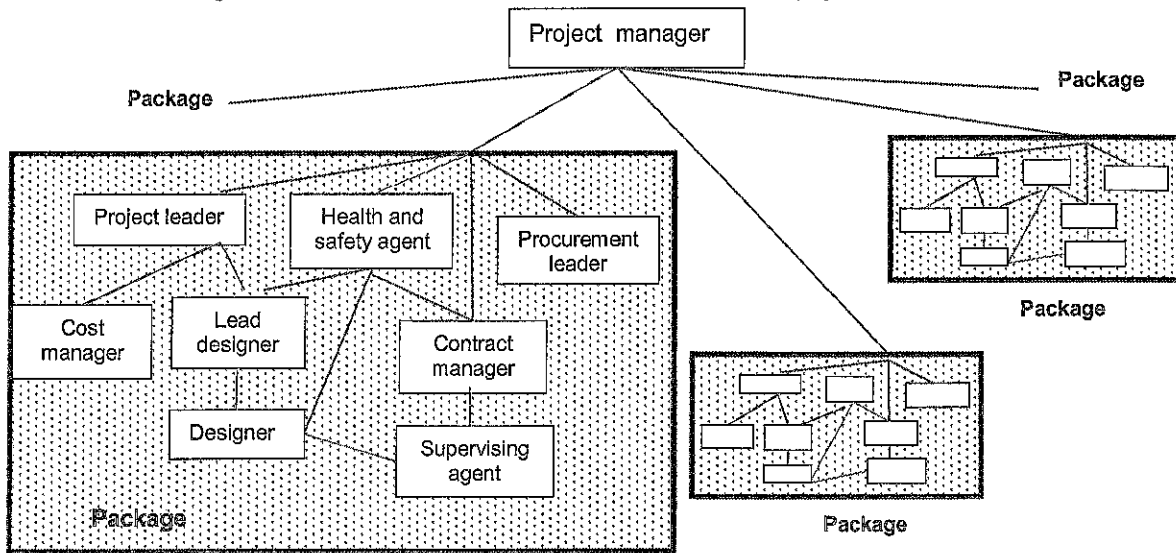 Project manager
Package
Package
Project leader
Health and
safety agent
Procurement
leader
Cost
manager
Lead
designer
Contract
manager
Designer
Supervising
agent
Package
Package
Package